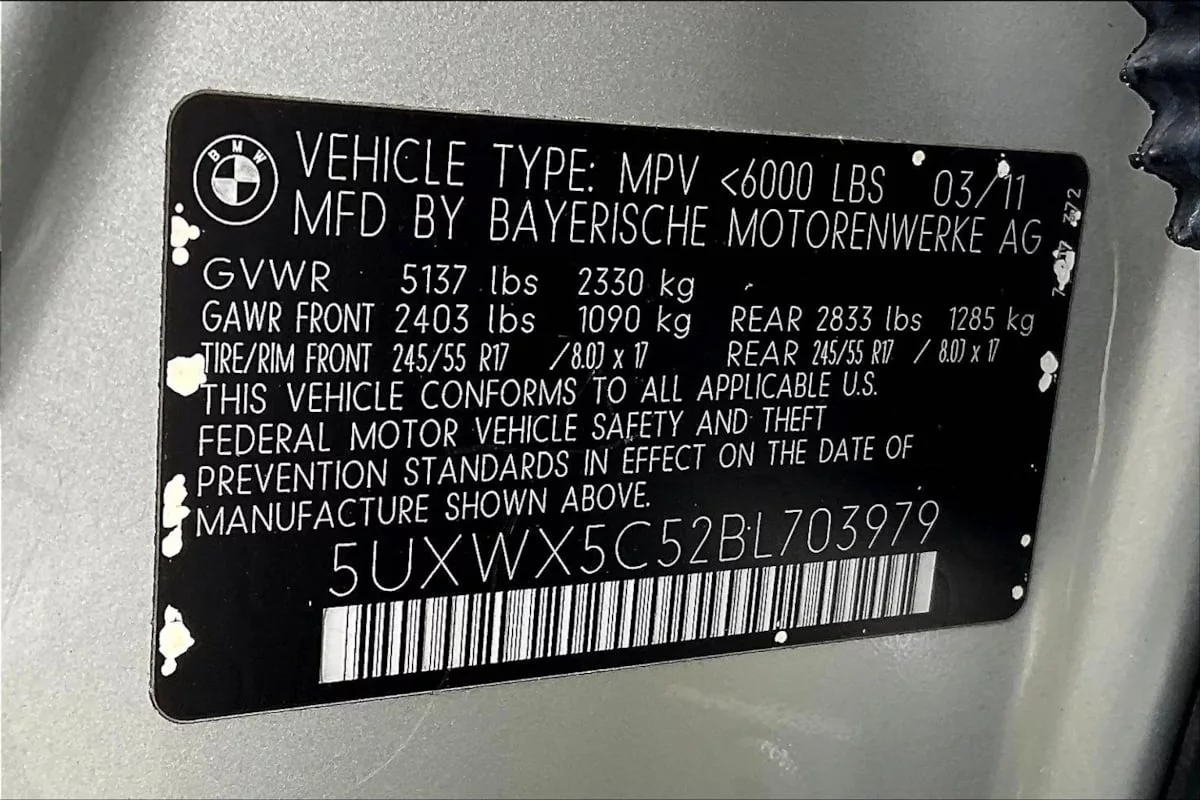 BMW
VEHICLE TYPE: MPV <6000 LBS 03/11
MFD BY BAYERISCHE MOTORENWERKE AG
GVWR 5137 lbs 2330 kg
GAWR FRONT 2403 lbs 1090 kg REAR 2833 lbs 1285 kg
TIRE/RIM FRONT 245/55 R17 /8.0J x 17 REAR 245/55 R17 / 8.0J x 17
THIS VEHICLE CONFORMS TO ALL APPLICABLE U.S.
FEDERAL MOTOR VEHICLE SAFETY AND THEFT
PREVENTION STANDARDS IN EFFECT ON THE DATE OF
MANUFACTURE SHOWN ABOVE.
5UXWX5C52BL703979